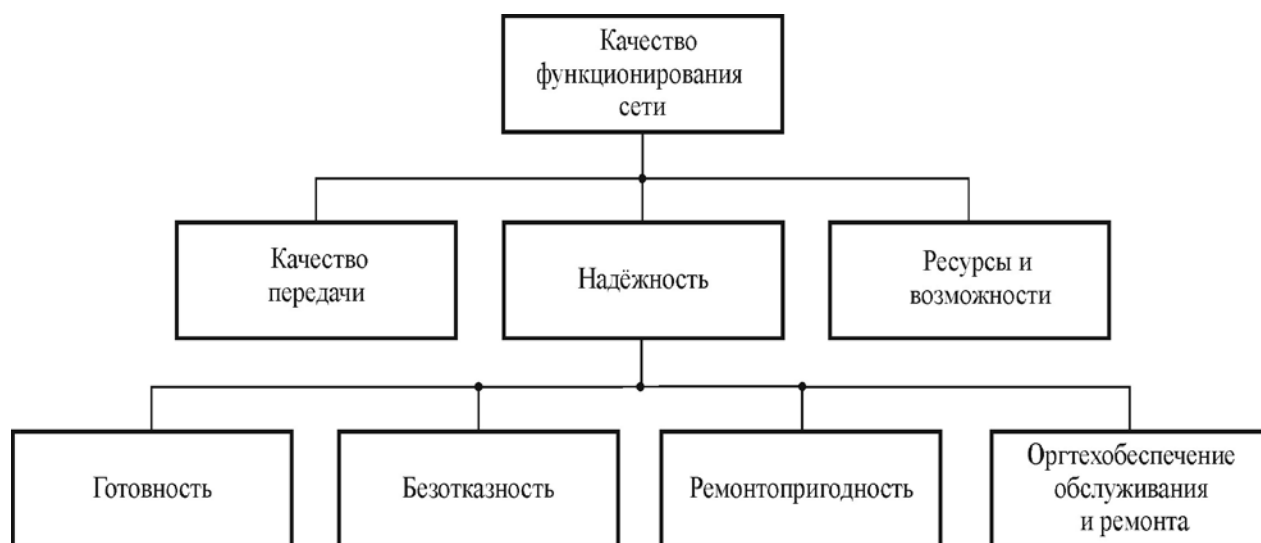 Качество
функционирования
сети
Качество
передачи
Надёжность
Ресурсы и
возможности
Готовность
Безотказность
Ремонтопригодность
Оргтехобеспечение
обслуживания
и ремонта